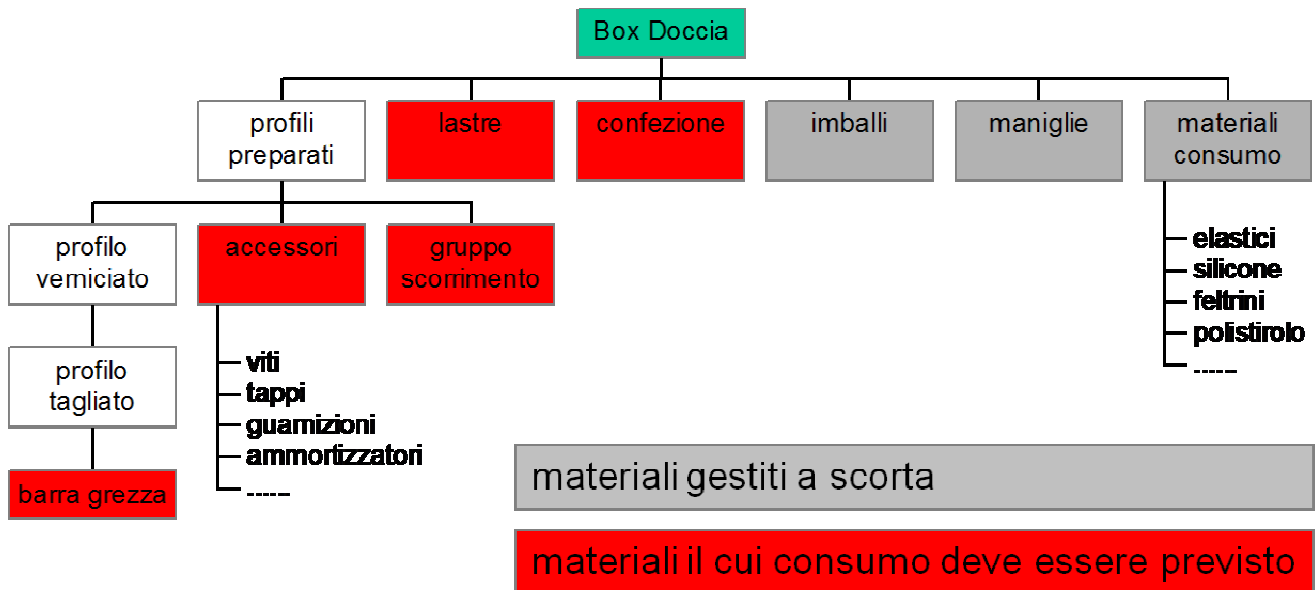 Box Doccia
profili
preparati
lastre
confezione
imballi
maniglie
materiali
consumo
profilo
verniciato
accessori
gruppo
scorrimento
elastici
silicone
feltrini
polistirolo
-----
profilo
tagliato
viti
tappi
guarnizioni
ammortizzatori
-----
barra grezza
materiali gestiti a scorta
materiali il cui consumo deve essere previsto